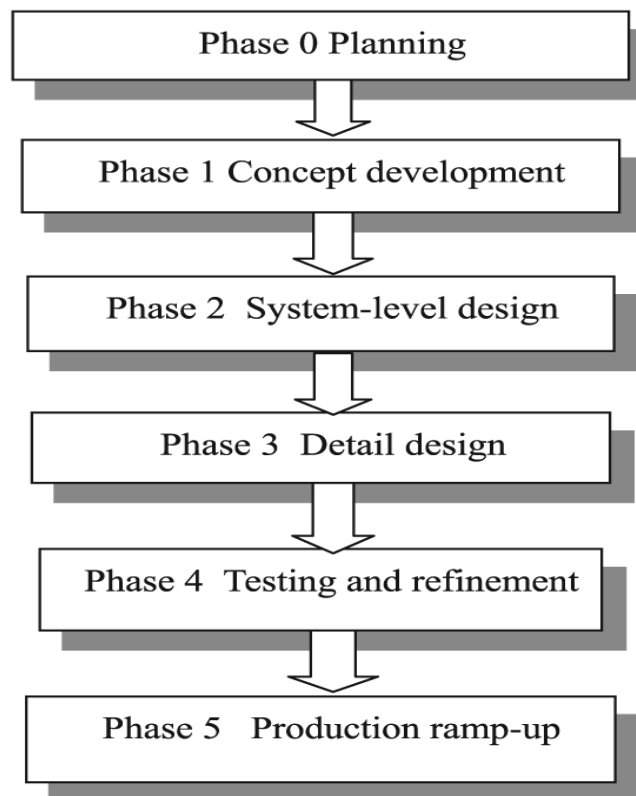 Phase 0 Planning
Phase 1 Concept development
Phase 2 System-level design
Phase 3 Detail design
Phase 4 Testing and refinement
Phase 5 Production ramp-up